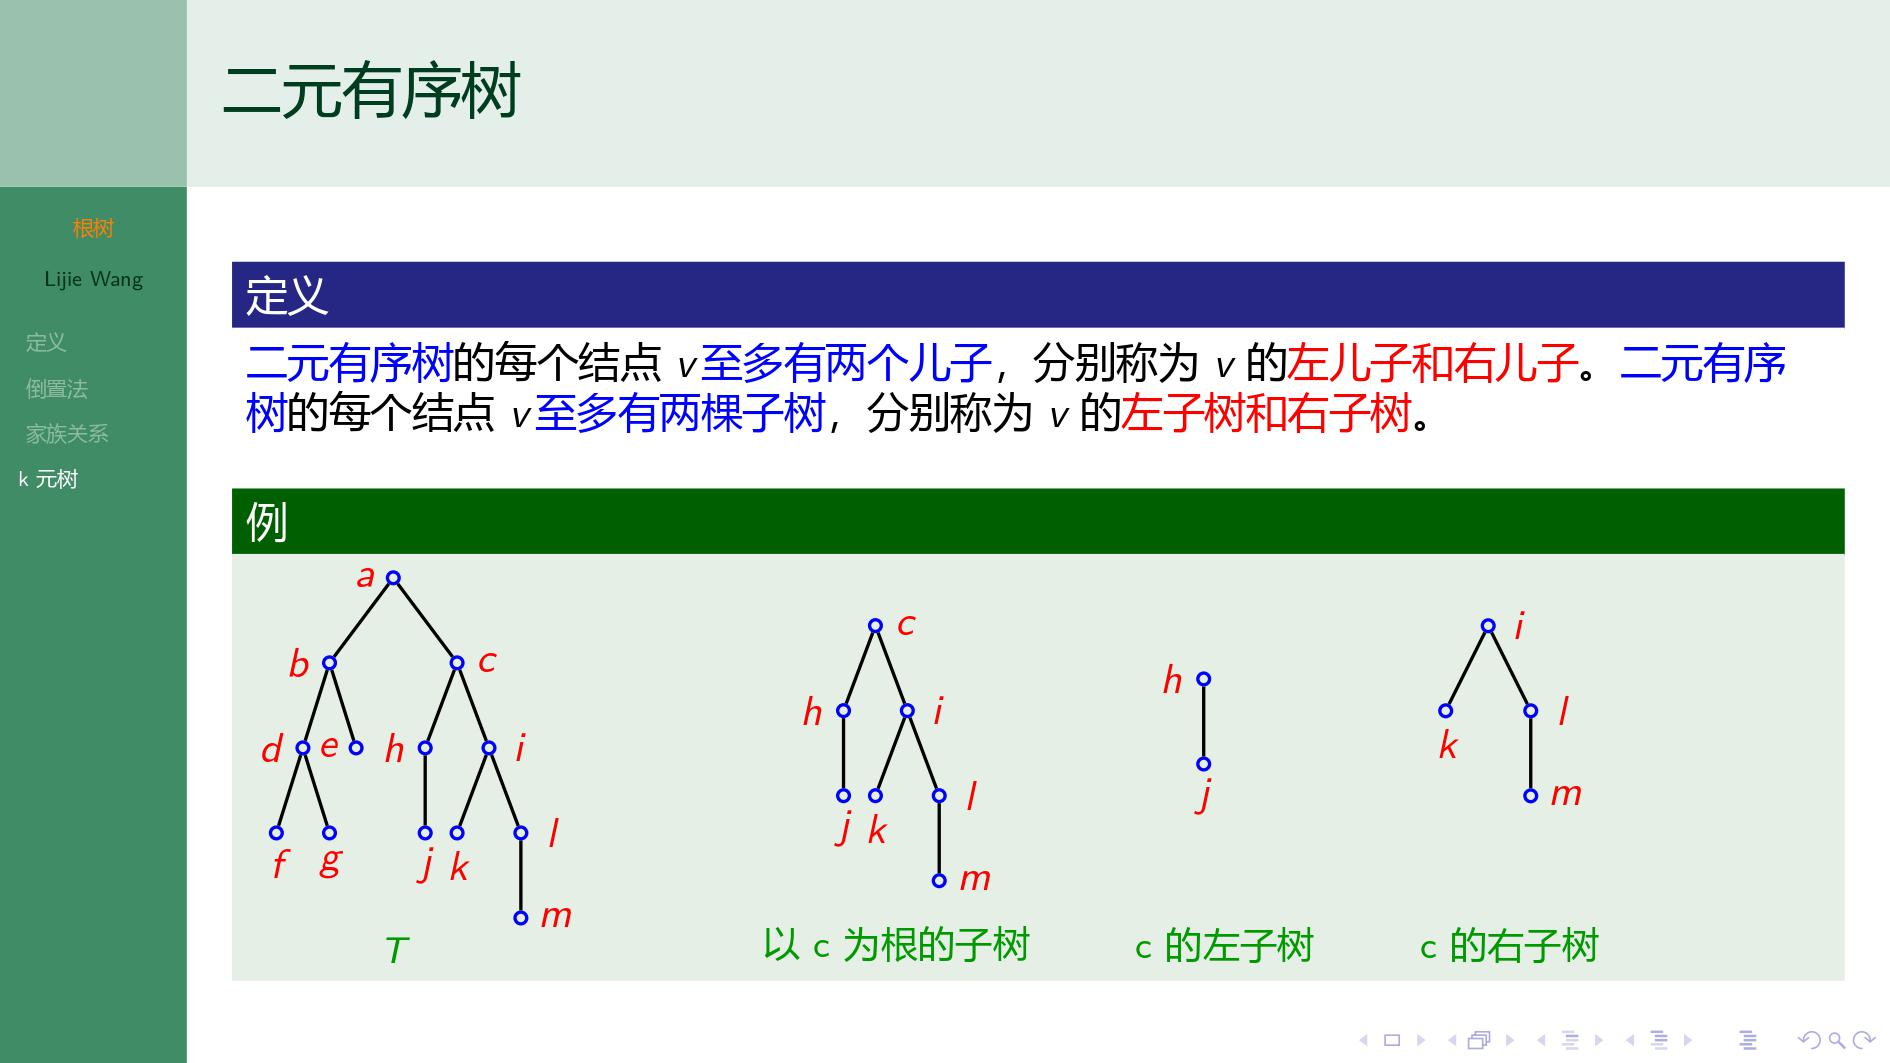 二元有序树
根树
Lijie Wang
定义
倒置法
家族关系
k 元树
定义
二元有序树的每个结点 v 至多有两个儿子，分别称为 v 的左儿子和右儿子。二元有序
树的每个结点 v 至多有两棵子树，分别称为 v 的左子树和右子树。
例
a
b c
d e h i
f g j k l
m
T
c
h i
j k l
m
以 c 为根的子树
h
j
c 的左子树
i
k l
m
c 的右子树